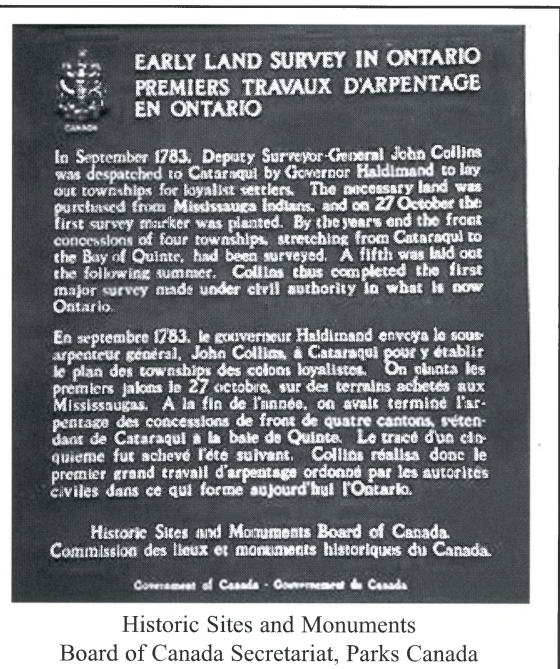 EARLY LAND SURVEY IN ONTARIO
PREMIERS TRAVAUX D'ARPENTAGE
EN ONTARIO
CANADA
In September 1783, Deputy Surveyor-General John Collins
was despatched to Cataraqui by Governor Haldimand to lay
out townships for loyalist settlers. The necessary land was
purchased from Mississauga Indians, and on 27 October the
first survey marker was planted. By the years end the front
concessions of four townships, stretching from Cataraqui to
the Bay of Quinte, had been surveyed. A fifth was laid out
the following summer. Collins thus completed the first
major survey made under civil authority in what is now
Ontario.
En septembre 1783, le gouverneur Haldimand envoya le sous-
arpenteur général, John Collins, à Cataraqui pour y établir
le plan des townships des colons loyalistes. On planta les
premiers jalons le 27 octobre, sur des terrains achetés aux
Mississaugas. A la fin de l'année, on avait terminé l'ar-
pentage des concessions de front de quatre cantons, s'éten-
dant de Cataraqui a la baie de Quinte. Le tracé d'un cin-
quieme fut achevé l'été suivant. Collins réalisa donc le
premier grand travail d'arpentage ordonné par les autorités
civiles dans ce qui forme aujourd'hui l'Ontario.
Historic Sites and Monuments Board of Canada.
Commission des lieux et monuments historiques du Canada.
Government of Canada - Gouvernement du Canada
Historic Sites and Monuments
Board of Canada Secretariat, Parks Canada